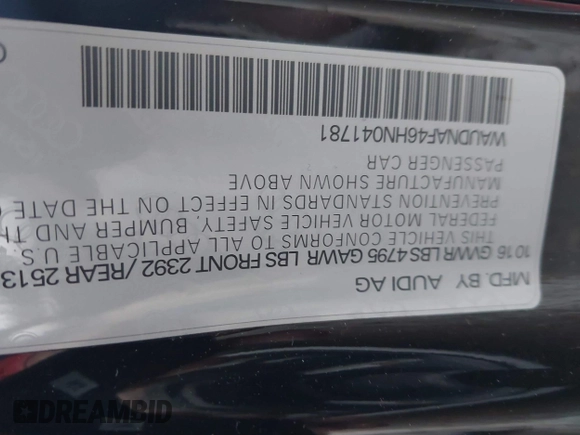 MFD. BY AUDI AG
10 16 GWWR LBS 4795 GAWR LBS FRONT 2392 /REAR 2513
THIS VEHICLE CONFORMS TO ALL APPLICABLE U.S.
FEDERAL MOTOR VEHICLE SAFETY, BUMPER AND TH
PREVENTION STANDARDS IN EFFECT ON THE DATE
MANUFACTURE SHOWN ABOVE
PASSENGER CAR
WAUDNAF46HN041781
DREAMBID